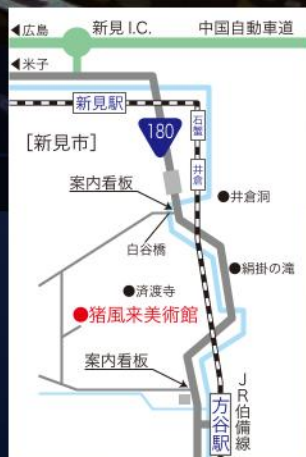 ◀広島
新見 I.C.
中国自動車道
◀米子
新見駅
石蟹
[新見市]
180
井倉
案内看板
●井倉洞
白谷橋
●絹掛の滝
●済渡寺
●猪風来美術館
案内看板
JR伯備線
方谷駅